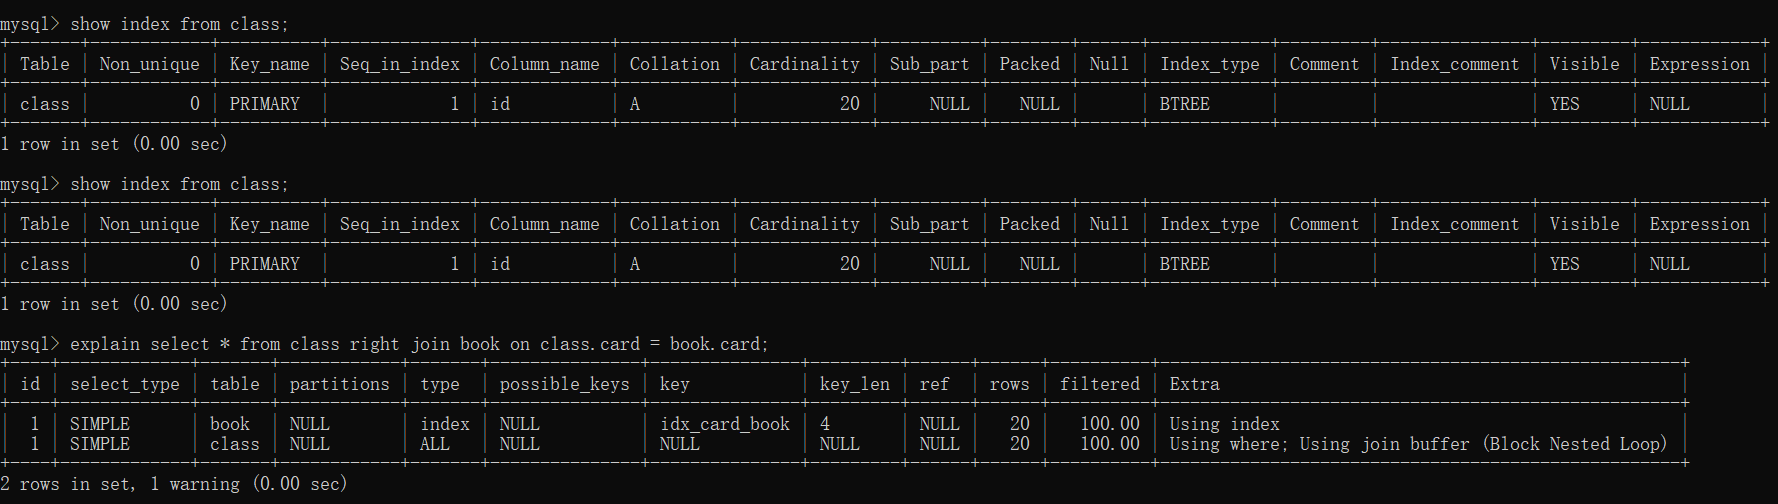 mysql> show index from class;
| Table | Non_unique | Key_name | Seq_in_index | Column_name | Collation | Cardinality | Sub_part | Packed | Null | Index_type | Comment | Index_comment | Visible | Expression |
| class | 0 | PRIMARY | 1 | id | A | 20 | NULL | NULL | | BTREE | | | YES | NULL |
1 row in set (0.00 sec)
mysql> show index from class;
| Table | Non_unique | Key_name | Seq_in_index | Column_name | Collation | Cardinality | Sub_part | Packed | Null | Index_type | Comment | Index_comment | Visible | Expression |
| class | 0 | PRIMARY | 1 | id | A | 20 | NULL | NULL | | BTREE | | | YES | NULL |
1 row in set (0.00 sec)
mysql> explain select * from class right join book on class.card = book.card;
| id | select_type | table | partitions | type | possible_keys | key | key_len | ref | rows | filtered | Extra |
| 1 | SIMPLE | book | NULL | index | NULL | idx_card_book | 4 | NULL | 20 | 100.00 | Using index |
| 1 | SIMPLE | class | NULL | ALL | NULL | NULL | NULL | NULL | 20 | 100.00 | Using where; Using join buffer (Block Nested Loop) |
2 rows in set, 1 warning (0.00 sec)